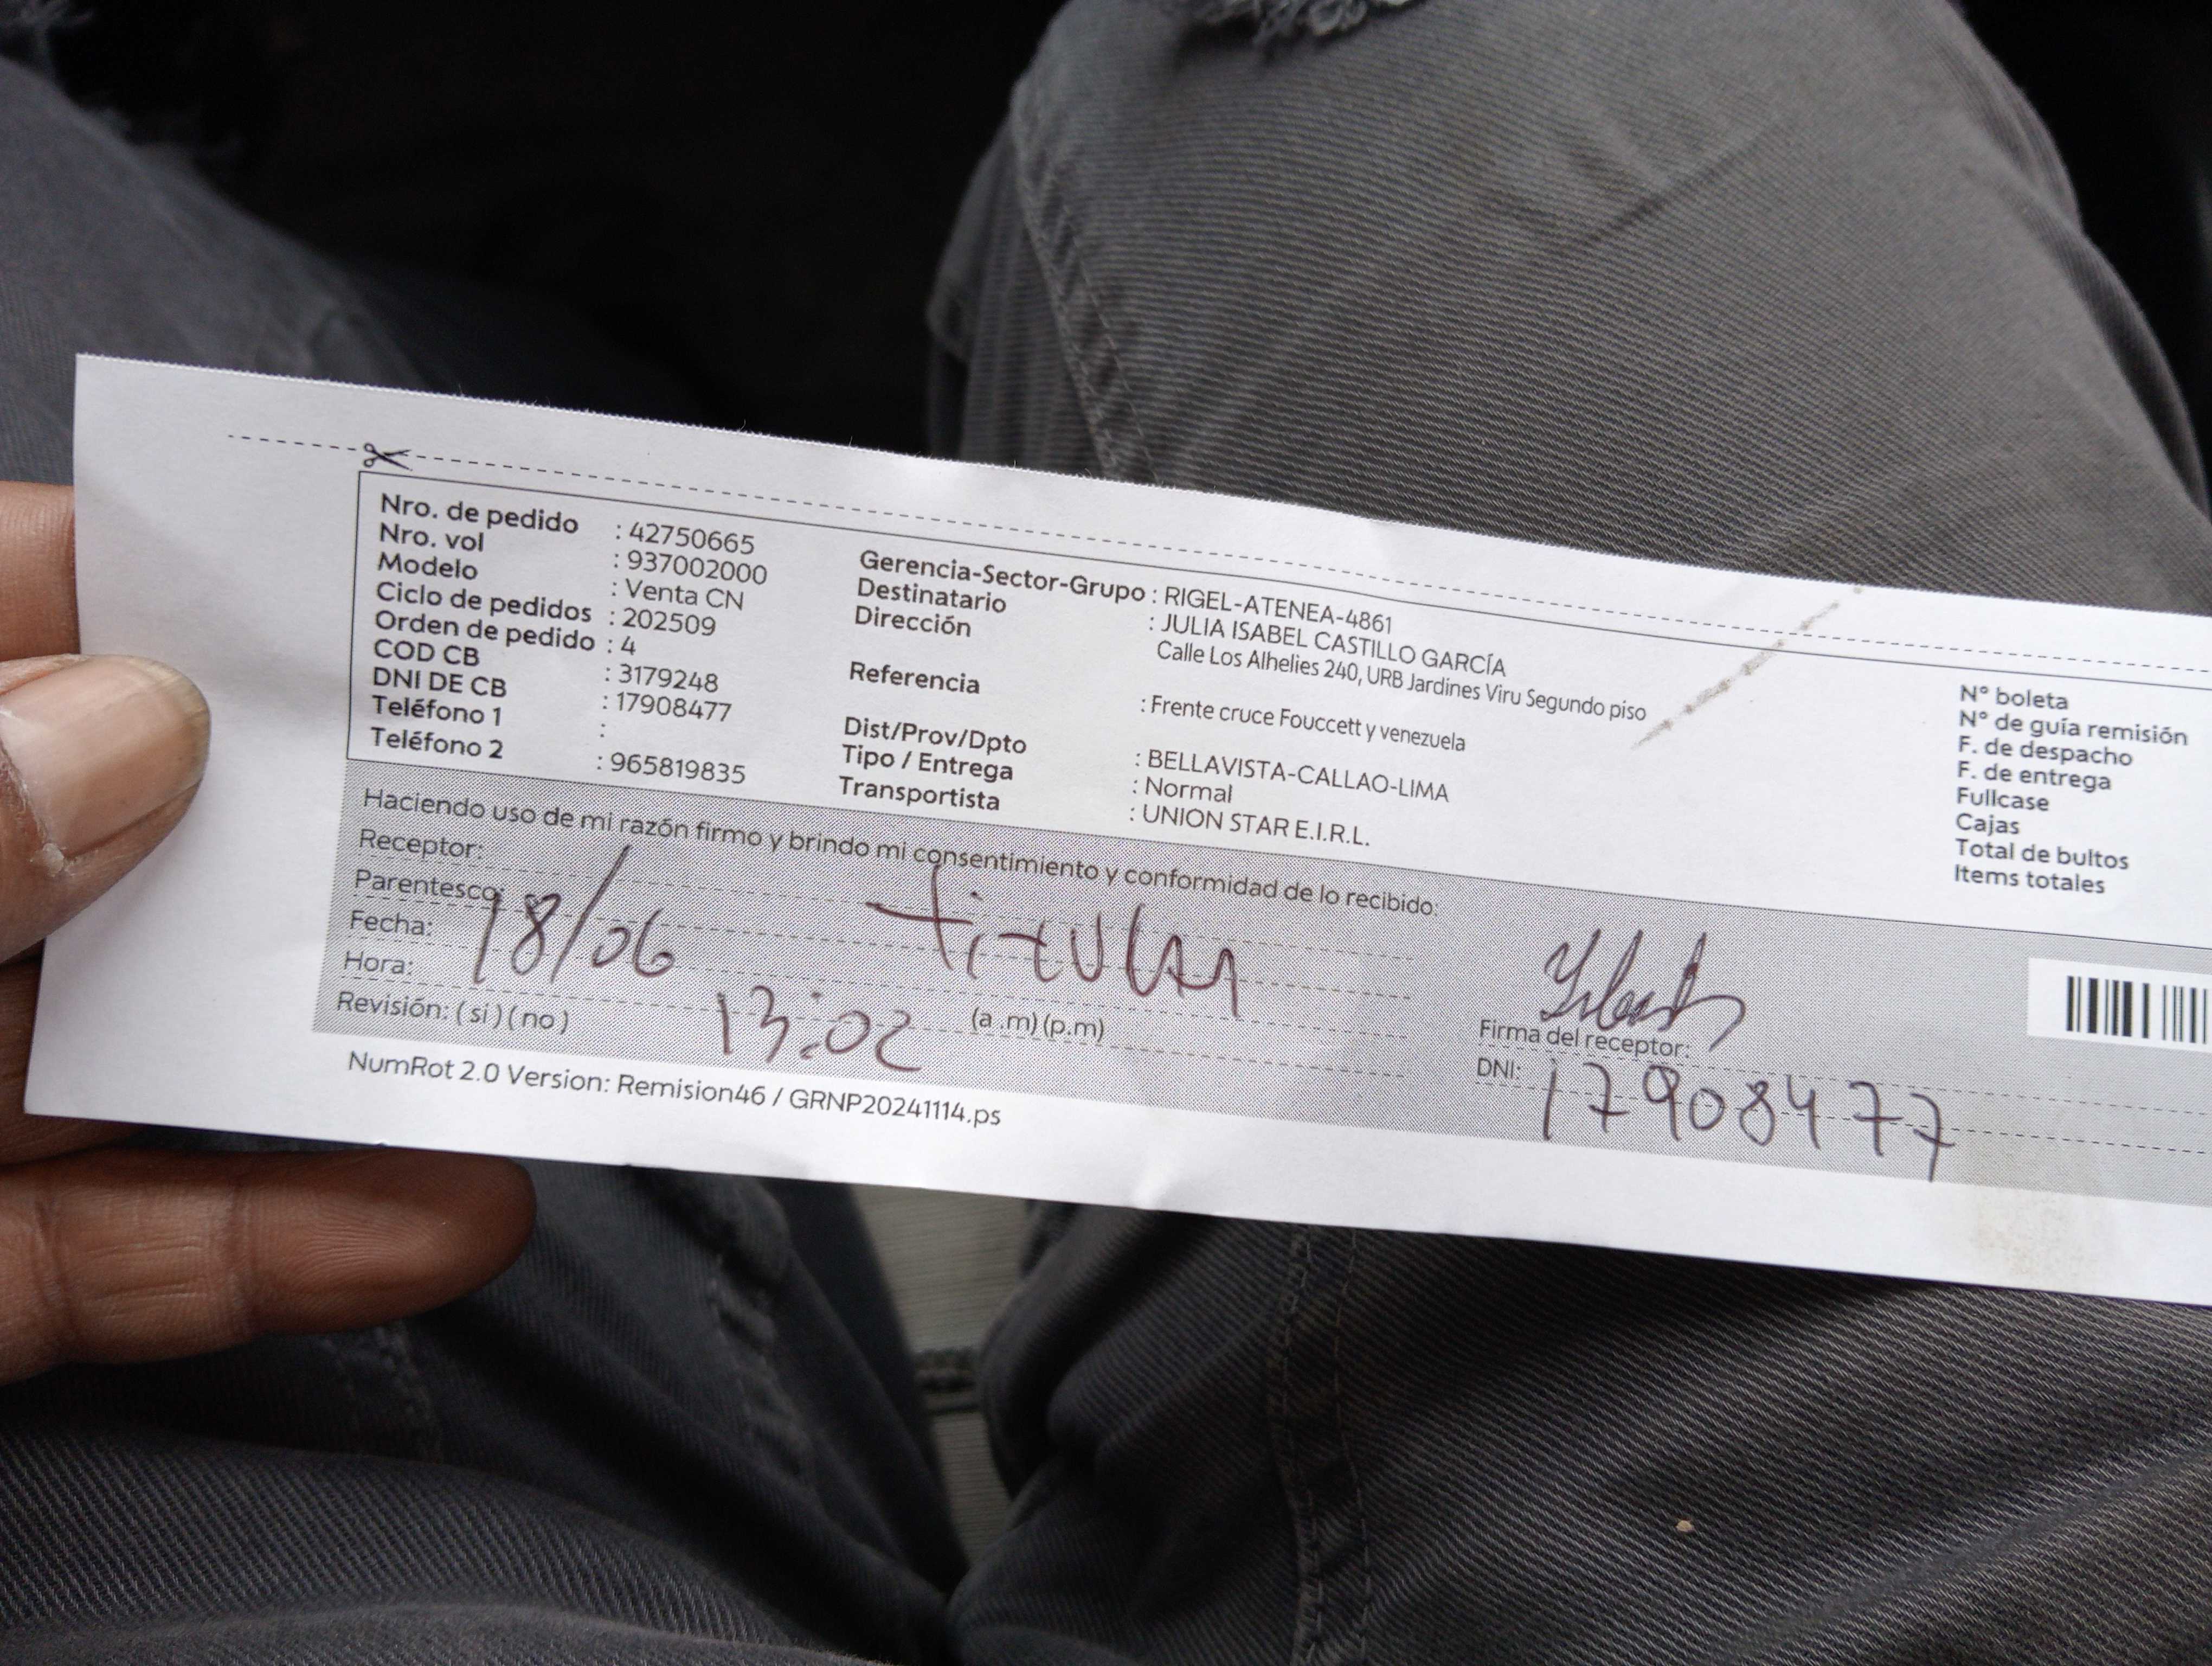 Nro. de pedido : 42750665
Nro. vol : 937002000
Modelo : Venta CN
Ciclo de pedidos : 202509
Orden de pedido : 4
COD CB : 3179248
DNI DE CB : 17908477
Teléfono 1 :
Teléfono 2 : 965819835
Gerencia-Sector-Grupo : RIGEL-ATENEA-4861
Destinatario : JULIA ISABEL CASTILLO GARCÍA
Dirección Calle Los Alhelies 240, URB Jardines Viru Segundo piso
Referencia : Frente cruce Fouccett y venezuela
Dist/Prov/Dpto : BELLAVISTA-CALLAO-LIMA
Tipo / Entrega : Normal
Transportista : UNION STAR E.I.R.L.
N° boleta
N° de guía remisión
F. de despacho
F. de entrega
Fullcase
Cajas
Total de bultos
Items totales
Haciendo uso de mi razón firmo y brindo mi consentimiento y conformidad de lo recibido:
Receptor:
Parentesco: titular
Fecha: 18/06
Hora: 13:02 (a .m) (p.m)
Revisión: ( si ) ( no )
Firma del receptor:
DNI: 17908477
NumRot 2.0 Version: Remision46 / GRNP20241114.ps